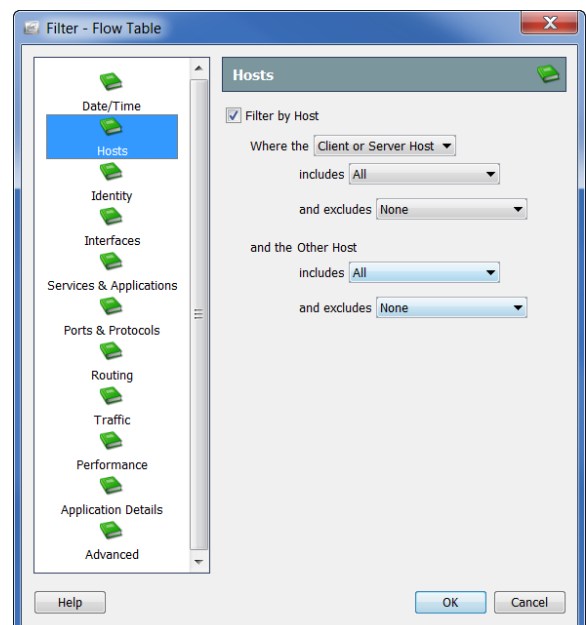 Filter - Flow Table
Date/Time
Hosts
Identity
Interfaces
Services & Applications
Ports & Protocols
Routing
Traffic
Performance
Application Details
Advanced
Hosts
Filter by Host
Where the Client or Server Host
includes All
and excludes None
and the Other Host
includes All
and excludes None
Help
OK
Cancel